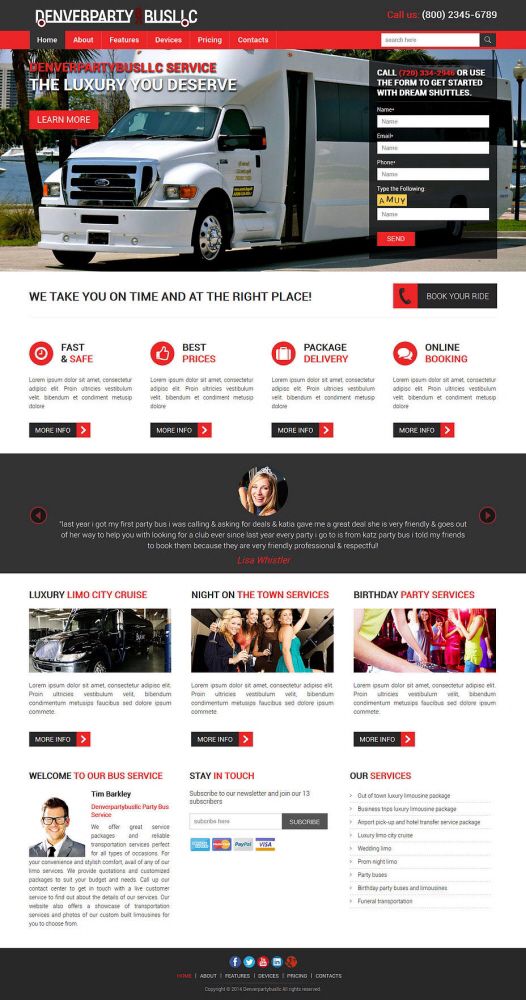 DENVERPARTY BUSLLC
Call us: (800) 2345-6789
Home
About
Features
Devices
Pricing
Contacts
search here
DENVERPARTYBUSLLC SERVICE
THE LUXURY YOU DESERVE
LEARN MORE
CALL (720) 334-2946 OR USE
THE FORM TO GET STARTED
WITH DREAM SHUTTLES.
Name*
Name
Email*
Name
Phone*
Name
Type the Following:
AMUY
Name
SEND
WE TAKE YOU ON TIME AND AT THE RIGHT PLACE!
BOOK YOUR RIDE
FAST
& SAFE
Lorem ipsum dolor sit amet, consectetur
adipisc elit. Proin ultricies vestibulum
velit. bibendum et condiment metusip
dolore
MORE INFO
BEST
PRICES
Lorem ipsum dolor sit amet, consectetur
adipisc elit. Proin ultricies vestibulum
velit. bibendum et condiment metusip
dolore
MORE INFO
PACKAGE
DELIVERY
Lorem ipsum dolor sit amet, consectetur
adipisc elit. Proin ultricies vestibulum
velit. bibendum et condiment metusip
dolore
MORE INFO
ONLINE
BOOKING
Lorem ipsum dolor sit amet, consectetur
adipisc elit. Proin ultricies vestibulum
velit. bibendum et condiment metusip
dolore
MORE INFO
"last year i got my first party bus i was calling & asking for deals & katia gave me a great deal she is very friendly & goes out
of her way to help you with looking for a club ever since last year every party i go to is from katz party bus i told my friends
to book them because they are very friendly professional & respectful!
Lisa Whistler
LUXURY LIMO CITY CRUISE
Lorem ipsum dolor sit amet, consectetur elit.
Proin ultricies vestibulum velit, bibendum
condimentum metusips faucibus sed dolore ipsum
commete.
MORE INFO
NIGHT ON THE TOWN SERVICES
Lorem ipsum dolor sit amet, consectetur elit.
Proin ultricies vestibulum velit, bibendum
condimentum metusips faucibus sed dolore ipsum
commete.
MORE INFO
BIRTHDAY PARTY SERVICES
Lorem ipsum dolor sit amet, consectetur elit.
Proin ultricies vestibulum velit, bibendum
condimentum metusips faucibus sed dolore ipsum
commete.
MORE INFO
WELCOME TO OUR BUS SERVICE
Tim Barkley
Denverpartybusllc Party Bus
Service
We offer great service
packages and reliable
transportation services perfect
for all types of occasions. For
your convenience and stylish comfort, avail of any of our
limo services. We provide quotations and customized
packages to suit your budget and needs. Call up our
contact center to get in touch with a live customer
service to find out about the details of our services. Our
website also offers a showcase of transportation
services and photos of our custom built limousines for
you to choose from.
STAY IN TOUCH
Subscribe to our newsletter and join our 13
subscribers
subcribe here
SUBCRIBE
PayPal
VISA
OUR SERVICES
Out of town luxury limousine package
Business trips luxury limousine package
Airport pick-up and hotel transfer service package
Luxury limo city cruise
Wedding limo
Prom night limo
Party buses
Birthday party buses and limousines
Funeral transportation
HOME | ABOUT | FEATURES | DEVICES | PRICING | CONTACTS
Copyright © 2014 Denverpartybusllc All rights reserved.